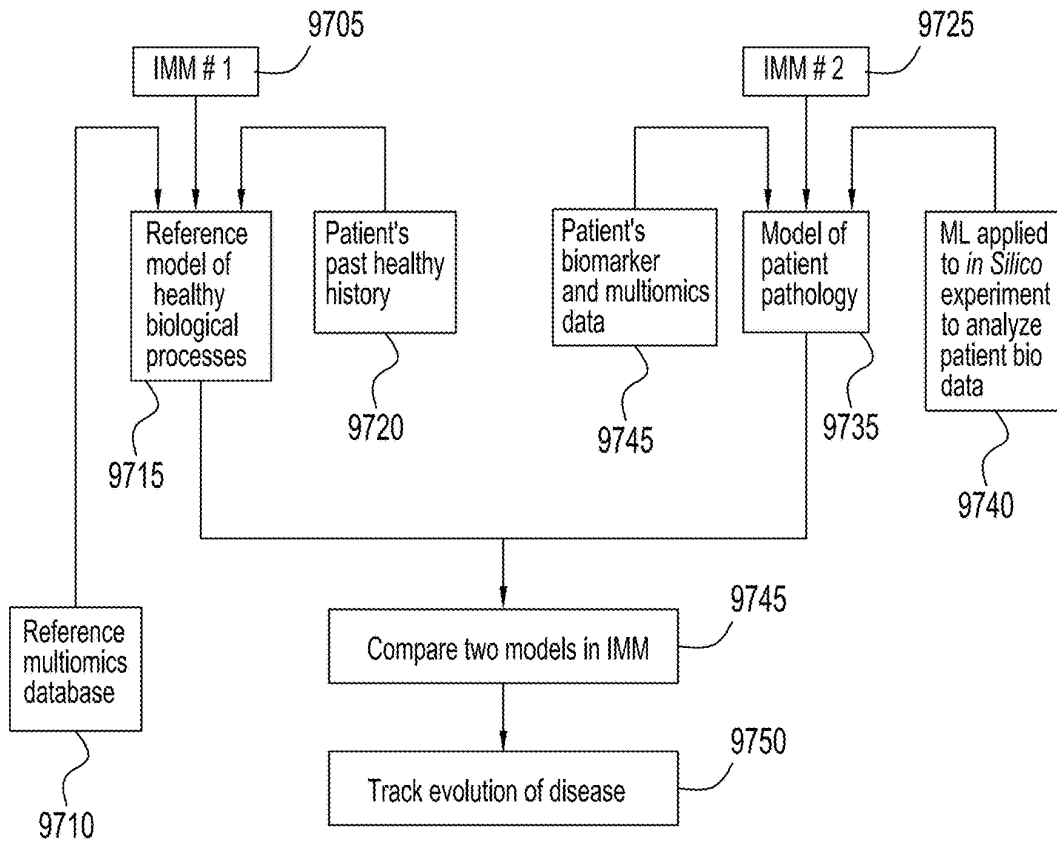 9705
IMM # 1
9725
IMM # 2
Reference
model of
healthy
biological
processes
9715
Patient's
past healthy
history
9720
Patient's
biomarker
and multiomics
data
9745
Model of
patient
pathology
9735
ML applied
to in Silico
experiment
to analyze
patient bio
data
9740
Reference
multiomics
database
9710
Compare two models in IMM
9745
Track evolution of disease
9750